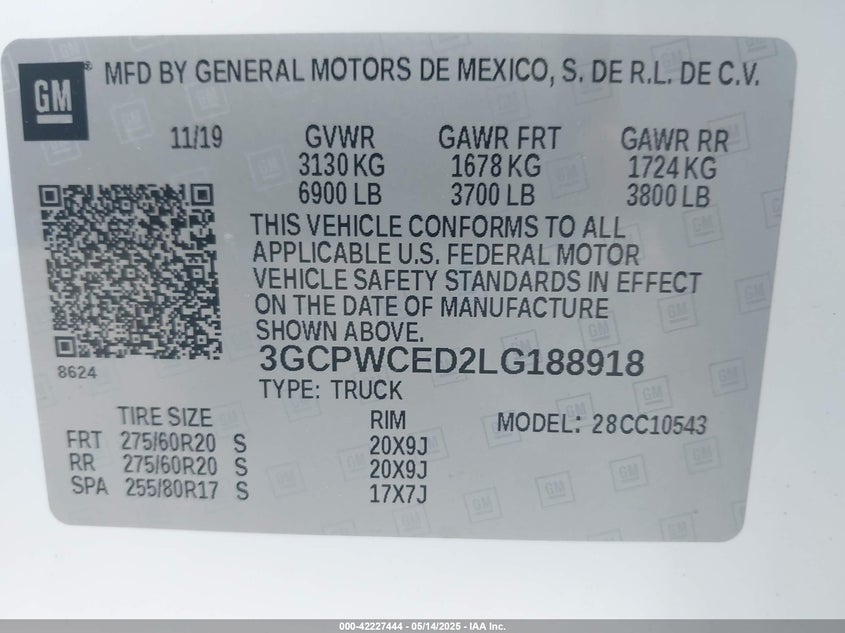 GM ® MFD BY GENERAL MOTORS DE MEXICO, S. DE R.L. DE C.V.
11/19 GVWR GAWR FRT GAWR RR
3130 KG 1678 KG 1724 KG
6900 LB 3700 LB 3800 LB
THIS VEHICLE CONFORMS TO ALL
APPLICABLE U.S. FEDERAL MOTOR
VEHICLE SAFETY STANDARDS IN EFFECT
ON THE DATE OF MANUFACTURE
SHOWN ABOVE.
8624 3GCPWCED2LG188918
TYPE: TRUCK
TIRE SIZE RIM MODEL: 28CC10543
FRT 275/60R20 S 20X9J
RR 275/60R20 S 20X9J
SPA 255/80R17 S 17X7J
000-42227444 - 05/14/2025 - IAA Inc.